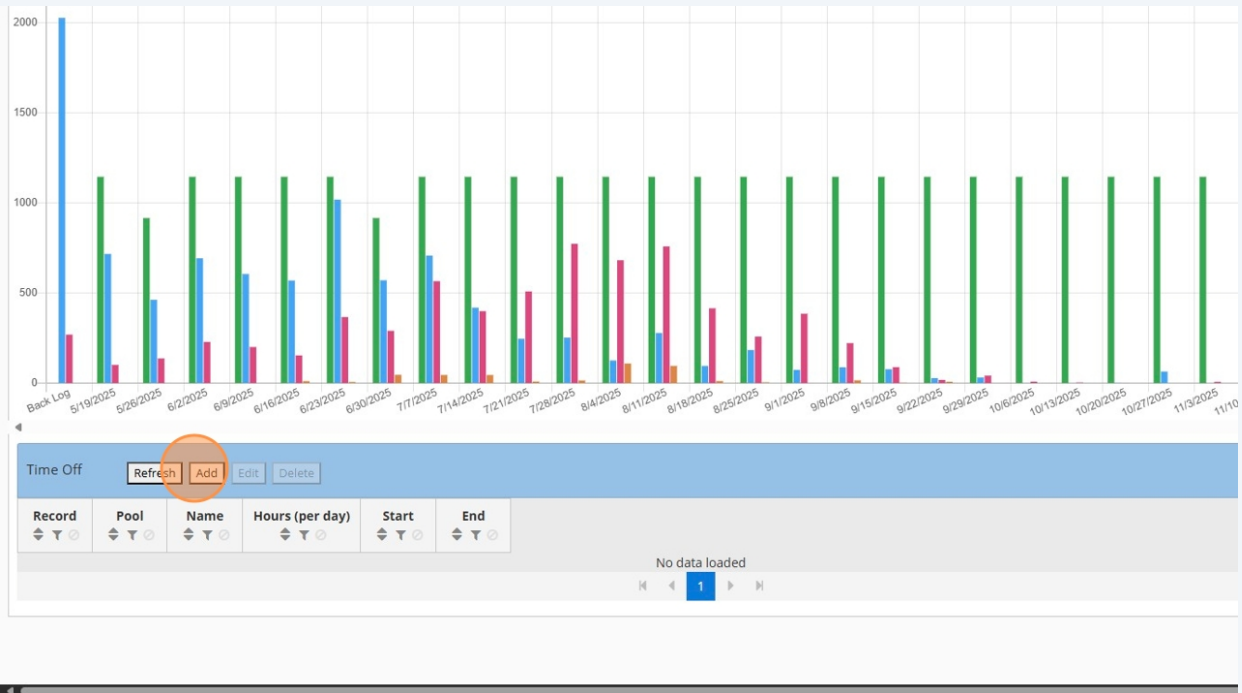 2000
1500
1000
500
0
Back Log 5/19/2025 5/26/2025 6/2/2025 6/9/2025 6/16/2025 6/23/2025 6/30/2025 7/7/2025 7/14/2025 7/21/2025 7/28/2025 8/4/2025 8/11/2025 8/18/2025 8/25/2025 9/1/2025 9/8/2025 9/15/2025 9/22/2025 9/29/2025 10/6/2025 10/13/2025 10/20/2025 10/27/2025 11/3/2025 11/10
Time Off Refresh Add Edit Delete
Record Pool Name Hours (per day) Start End
No data loaded
1